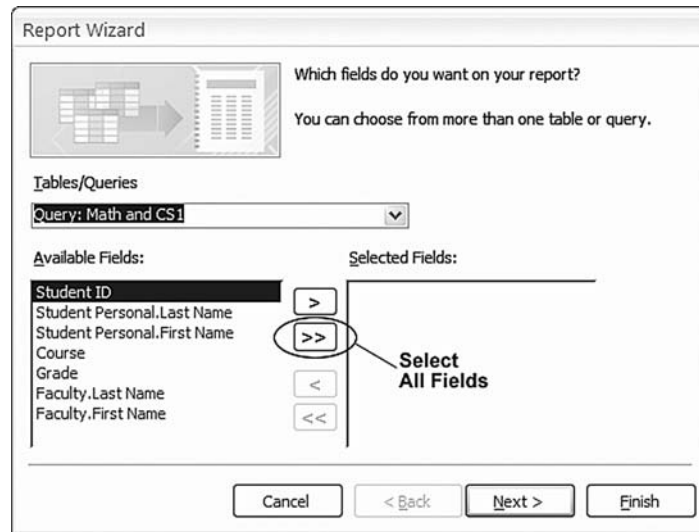 Report Wizard
Which fields do you want on your report?
You can choose from more than one table or query.
Tables/Queries
Query: Math and CS1
Available Fields:
Selected Fields:
Student ID
Student Personal.Last Name
Student Personal.First Name
Course
Grade
Faculty.Last Name
Faculty.First Name
>
>>
<
<<
Select
All Fields
Cancel
< Back
Next >
Finish